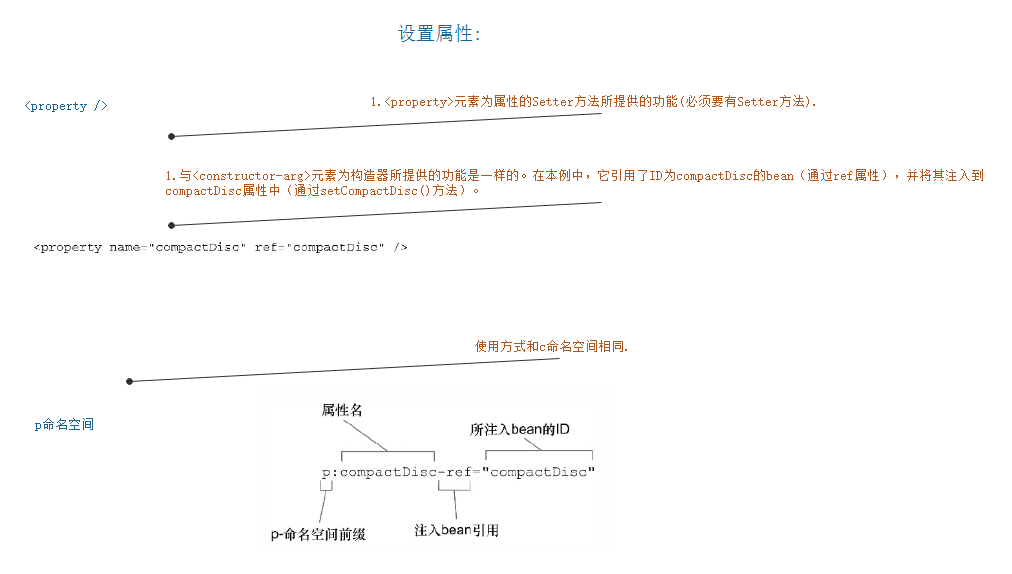 设置属性:
<property />
1.<property>元素为属性的Setter方法所提供的功能(必须要有Setter方法).
1.与<constructor-arg>元素为构造器所提供的功能是一样的。在本例中，它引用了ID为compactDisc的bean（通过ref属性），并将其注入到
compactDisc属性中（通过setCompactDisc()方法）。
<property name="compactDisc" ref="compactDisc" />
使用方式和c命名空间相同.
p命名空间
属性名
所注入bean的ID
p:compactDisc-ref="compactDisc"
p-命名空间前缀
注入bean引用